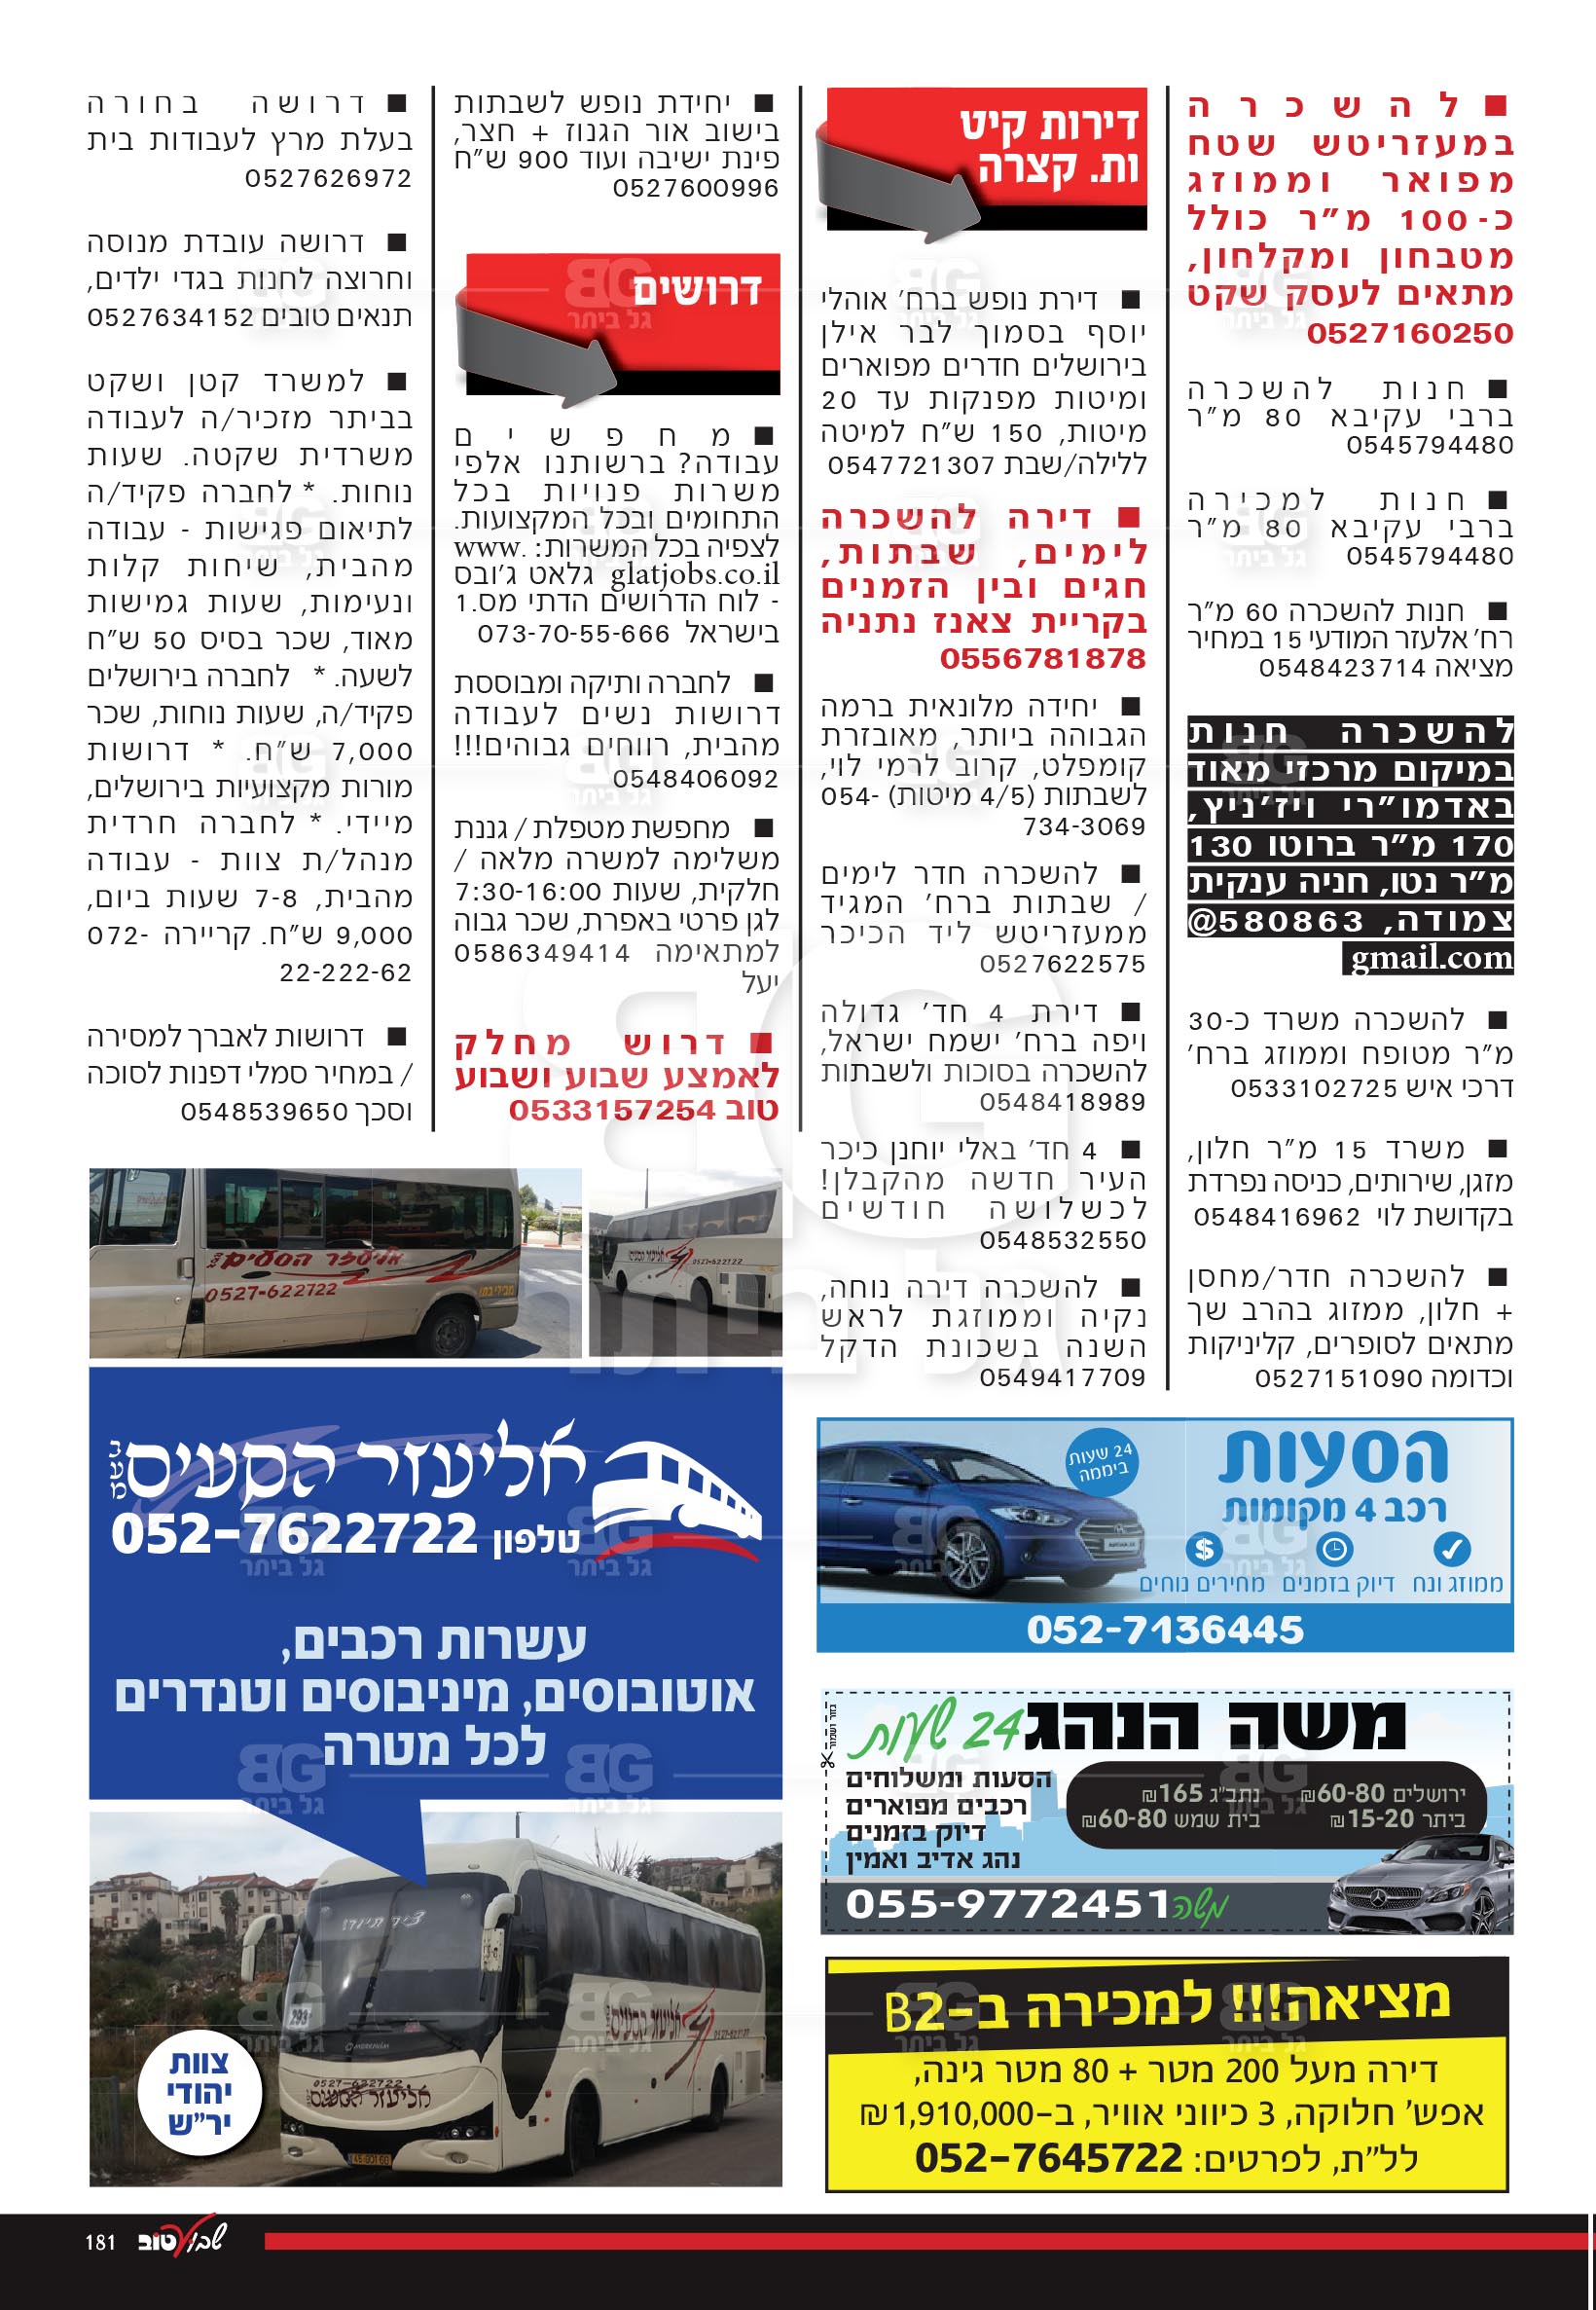 ■ להשכרה
במעזריטש שטח
מפואר וממוזג
כ-100 מ"ר כולל
מטבחון ומקלחון,
מתאים לעסק שקט
0527160250
■ חנות להשכרה
ברבי עקיבא 80 מ"ר
0545794480
■ חנות למכירה
ברבי עקיבא 80 מ"ר
0545794480
■ חנות להשכרה 60 מ"ר
רח' אלעזר המודעי 15 במחיר
מציאה 0548423714
להשכרה חנות
במיקום מרכזי מאוד
באדמו"רי ויז'ניץ,
170 מ"ר ברוטו 130
מ"ר נטו, חניה ענקית
צמודה, 580863@
gmail.com
■ להשכרה משרד כ-30
מ"ר מטופח וממוזג ברח'
דרכי איש 0533102725
■ משרד 15 מ"ר חלון,
מזגן, שירותים, כניסה נפרדת
בקדושת לוי 0548416962
■ להשכרה חדר/מחסן
+ חלון, ממזוג בהרב שך
מתאים לסופרים, קליניקות
וכדומה 0527151090
דירות קיט
ות. קצרה
■ דירת נופש ברח' אוהלי
יוסף בסמוך לבר אילן
בירושלים חדרים מפוארים
ומיטות מפנקות עד 20
מיטות, 150 ש"ח למיטה
ללילה/שבת 0547721307
■ דירה להשכרה
לימים, שבתות,
חגים ובין הזמנים
בקריית צאנז נתניה
0556781878
■ יחידה מלונאית ברמה
הגבוהה ביותר, מאובזרת
קומפלט, קרוב לרמי לוי,
לשבתות (4/5 מיטות) 054-
734-3069
■ להשכרה חדר לימים
/ שבתות ברח' המגיד
ממעזריטש ליד הכיכר
0527622575
■ דירת 4 חד' גדולה
ויפה ברח' ישמח ישראל,
להשכרה בסוכות ולשבתות
0548418989
■ 4 חד' באלי יוחנן כיכר
העיר חדשה מהקבלן!
לכשלושה חודשים
0548532550
■ להשכרה דירה נוחה,
נקיה וממוזגת לראש
השנה בשכונת הדקל
0549417709
■ יחידת נופש לשבתות
בישוב אור הגנוז + חצר,
פינת ישיבה ועוד 900 ש"ח
0527600996
דרושים
■ מחפשים
עבודה? ברשותנו אלפי
משרות פנויות בכל
התחומים ובכל המקצועות.
לצפיה בכל המשרות: www.
glatjobs.co.il גלאט ג'ובס
- לוח הדרושים הדתי מס.1
בישראל 073-70-55-666
■ לחברה ותיקה ומבוססת
דרושות נשים לעבודה
מהבית, רווחים גבוהים!!!
0548406092
■ מחפשת מטפלת / גננת
משלימה למשרה מלאה /
חלקית, שעות 7:30-16:00
לגן פרטי באפרת, שכר גבוה
למתאימה 0586349414
יעל
■ דרוש מחלק
לאמצע שבוע ושבוע
טוב 0533157254
■ דרושה בחורה
בעלת מרץ לעבודות בית
0527626972
■ דרושה עובדת מנוסה
וחרוצה לחנות בגדי ילדים,
תנאים טובים 0527634152
■ למשרד קטן ושקט
בביתר מזכיר/ה לעבודה
משרדית שקטה. שעות
נוחות. * לחברה פקיד/ה
לתיאום פגישות - עבודה
מהבית, שיחות קלות
ונעימות, שעות גמישות
מאוד, שכר בסיס 50 ש"ח
לשעה. * לחברה בירושלים
פקיד/ה, שעות נוחות, שכר
7,000 ש"ח. * דרושות
מורות מקצועיות בירושלים,
מיידי. * לחברה חרדית
מנהל/ת צוות - עבודה
מהבית, 7-8 שעות ביום,
9,000 ש"ח. קריירה 072-
22-222-62
■ דרושות לאברך למסירה
/ במחיר סמלי דפנות לסוכה
וסכך 0548539650
הסעות
רכב 4 מקומות
24 שעות
ביממה
ממוזג ונח
דיוק בזמנים
מחירים נוחים
052-7136445
משה הנהג
24 שעות
גזור ושמור
הסעות ומשלוחים
רכבים מפוארים
דיוק בזמנים
נהג אדיב ואמין
ירושלים 60-80₪ נתב"ג 165₪
ביתר 15-20₪ בית שמש 60-80₪
משה 055-9772451
מציאה!!! למכירה ב-B2
דירה מעל 200 מטר + 80 מטר גינה,
אפש' חלוקה, 3 כיווני אוויר, ב-1,910,000₪
לל"ת, לפרטים: 052-7645722
אליעזר הסעים
0527-622722
אליעזר הסעים בע"מ
טלפון 052-7622722
עשרות רכבים,
אוטובוסים, מיניבוסים וטנדרים
לכל מטרה
אליעזר הסעים
0527-622722
אליעזר הסעים
צוות
יהודי
יר"ש
BG
גל ביתר
שבוע טוב
181